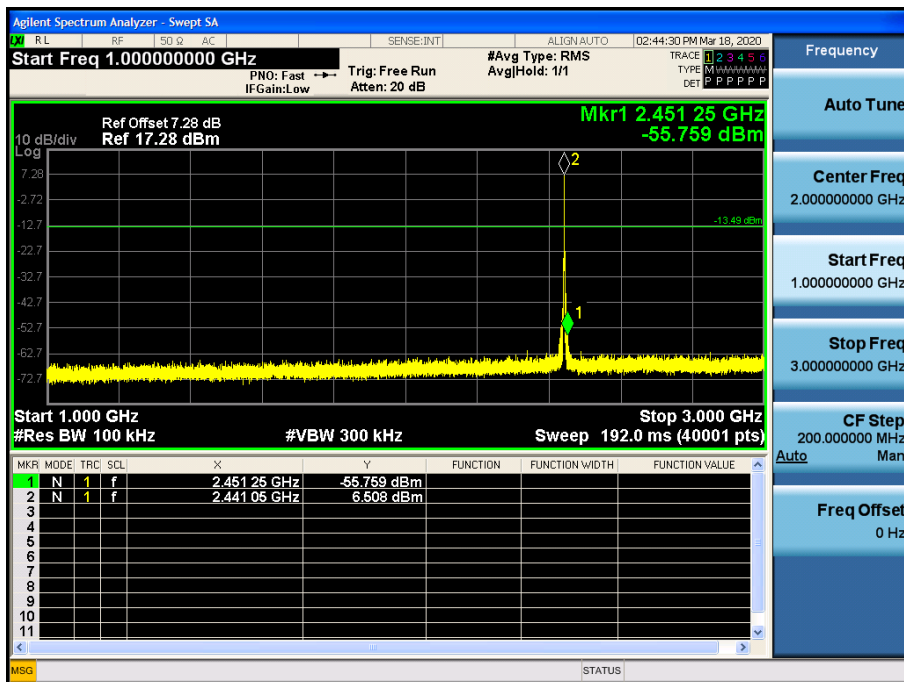 Agilent Spectrum Analyzer - Swept SA
LXI RL RF 50 Ω AC SENSE:INT ALIGN AUTO 02:44:30 PM Mar 18, 2020
Start Freq 1.000000000 GHz
PNO: Fast
IFGain:Low
Trig: Free Run
Atten: 20 dB
#Avg Type: RMS
Avg|Hold: 1/1
TRACE 1 2 3 4 5 6
TYPE M WWWWW
DET P P P P P P
Mkr1 2.451 25 GHz
-55.759 dBm
Ref Offset 7.28 dB
10 dB/div Ref 17.28 dBm
Log
7.28
-2.72
-12.7
-22.7
-32.7
-42.7
-52.7
-62.7
-72.7
2
-13.49 dBm
1
Start 1.000 GHz Stop 3.000 GHz
#Res BW 100 kHz #VBW 300 kHz Sweep 192.0 ms (40001 pts)
MKR MODE TRC SCL X Y FUNCTION FUNCTION WIDTH FUNCTION VALUE
1 N 1 f 2.451 25 GHz -55.759 dBm
2 N 1 f 2.441 05 GHz 6.508 dBm
3
4
5
6
7
8
9
10
11
MSG STATUS
Frequency
Auto Tune
Center Freq
2.000000000 GHz
Start Freq
1.000000000 GHz
Stop Freq
3.000000000 GHz
CF Step
200.000000 MHz
Auto Man
Freq Offset
0 Hz